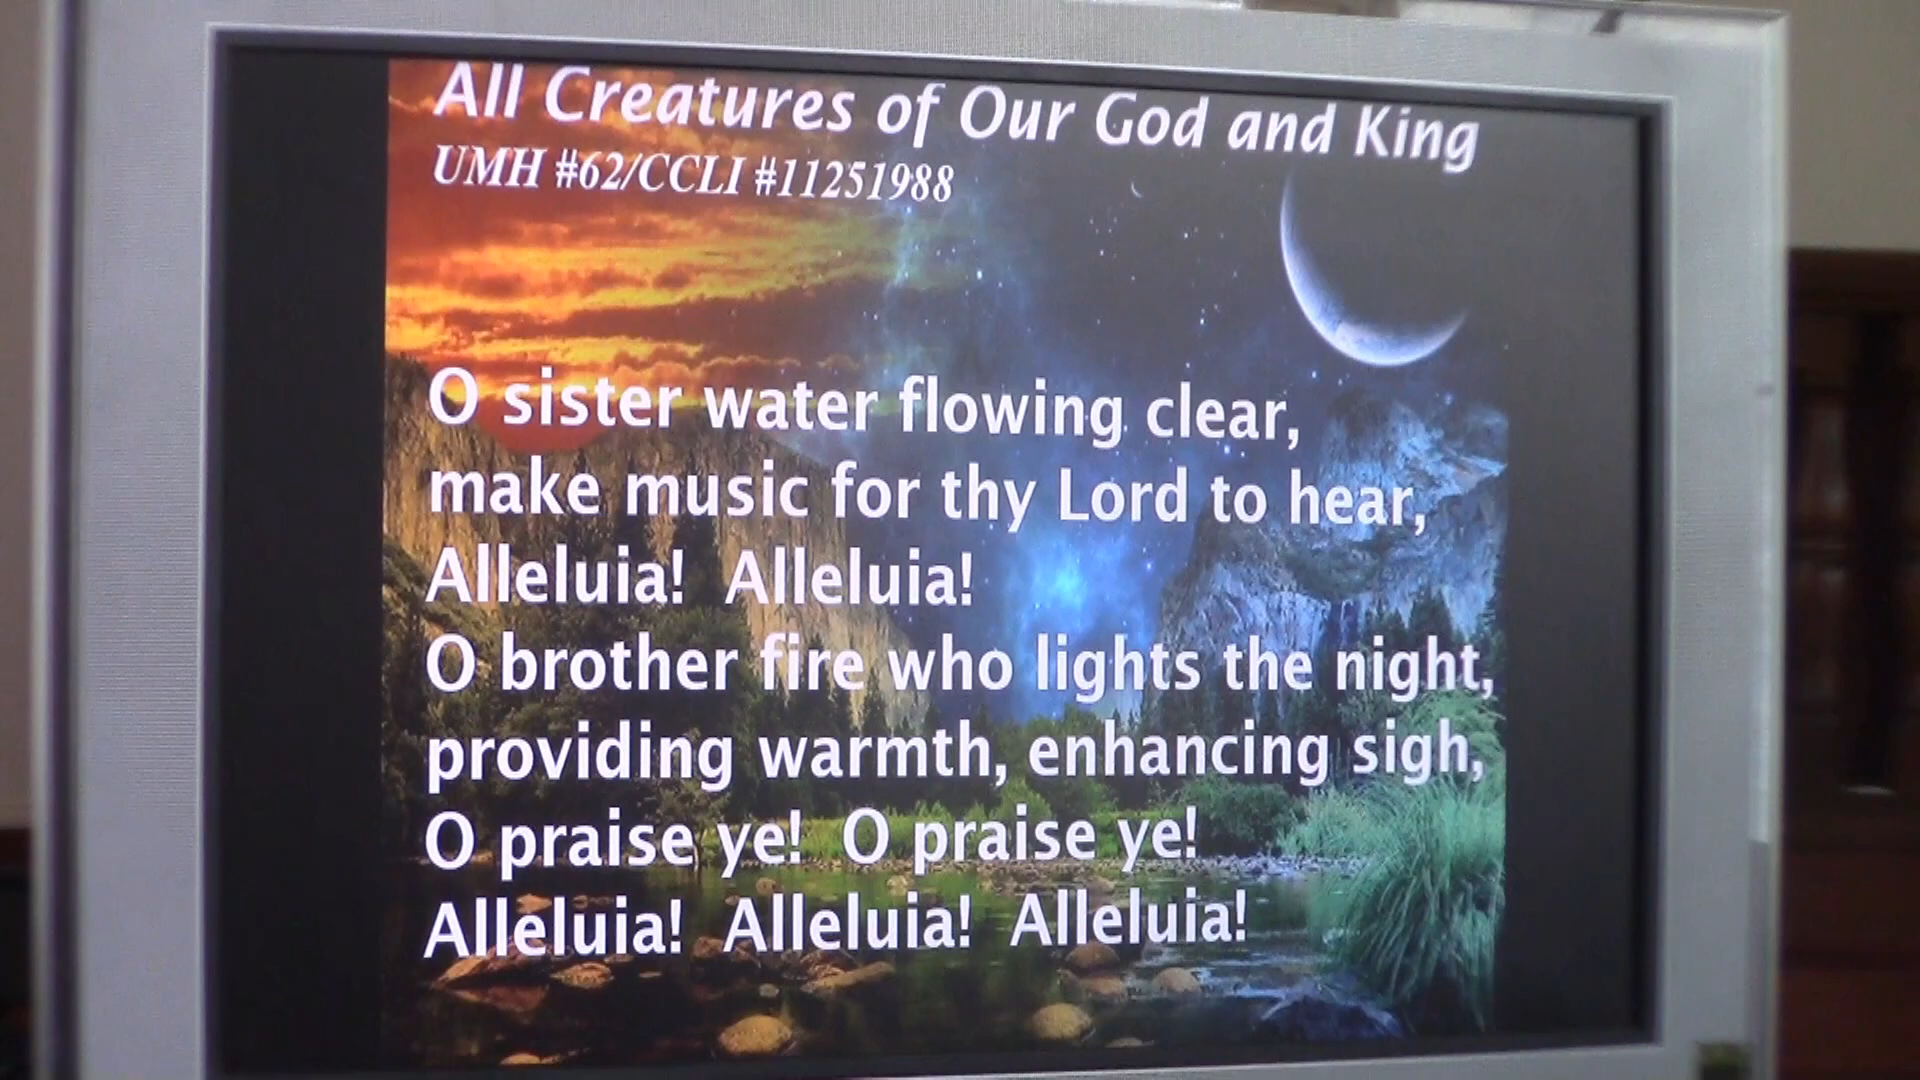 All Creatures of Our God and King
UMH #62/CCLI #11251988
O sister water flowing clear,
make music for thy Lord to hear,
Alleluia! Alleluia!
O brother fire who lights the night,
providing warmth, enhancing sigh,
O praise ye! O praise ye!
Alleluia! Alleluia! Alleluia!